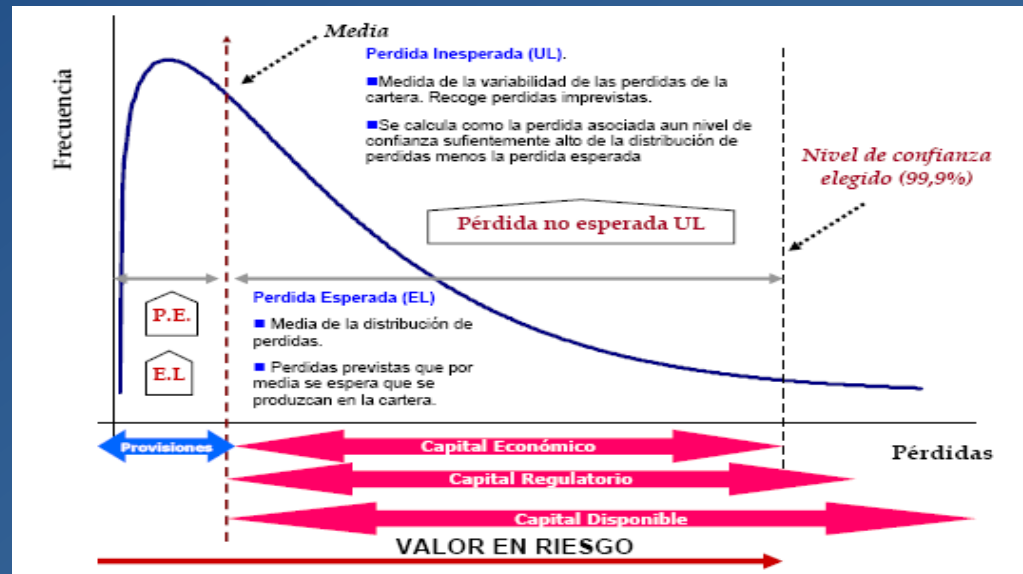 Frecuencia
Media
Perdida Inesperada (UL).
Medida de la variabilidad de las perdidas de la
cartera. Recoge perdidas imprevistas.
Se calcula como la perdida asociada aun nivel de
confianza sufientemente alto de la distribución de
perdidas menos la perdida esperada
Nivel de confianza
elegido (99,9%)
Pérdida no esperada UL
P.E.
E.L
Perdida Esperada (EL)
Media de la distribución de
perdidas.
Perdidas previstas que por
media se espera que se
produzcan en la cartera.
Provisiones
Capital Económico
Pérdidas
Capital Regulatorio
Capital Disponible
VALOR EN RIESGO